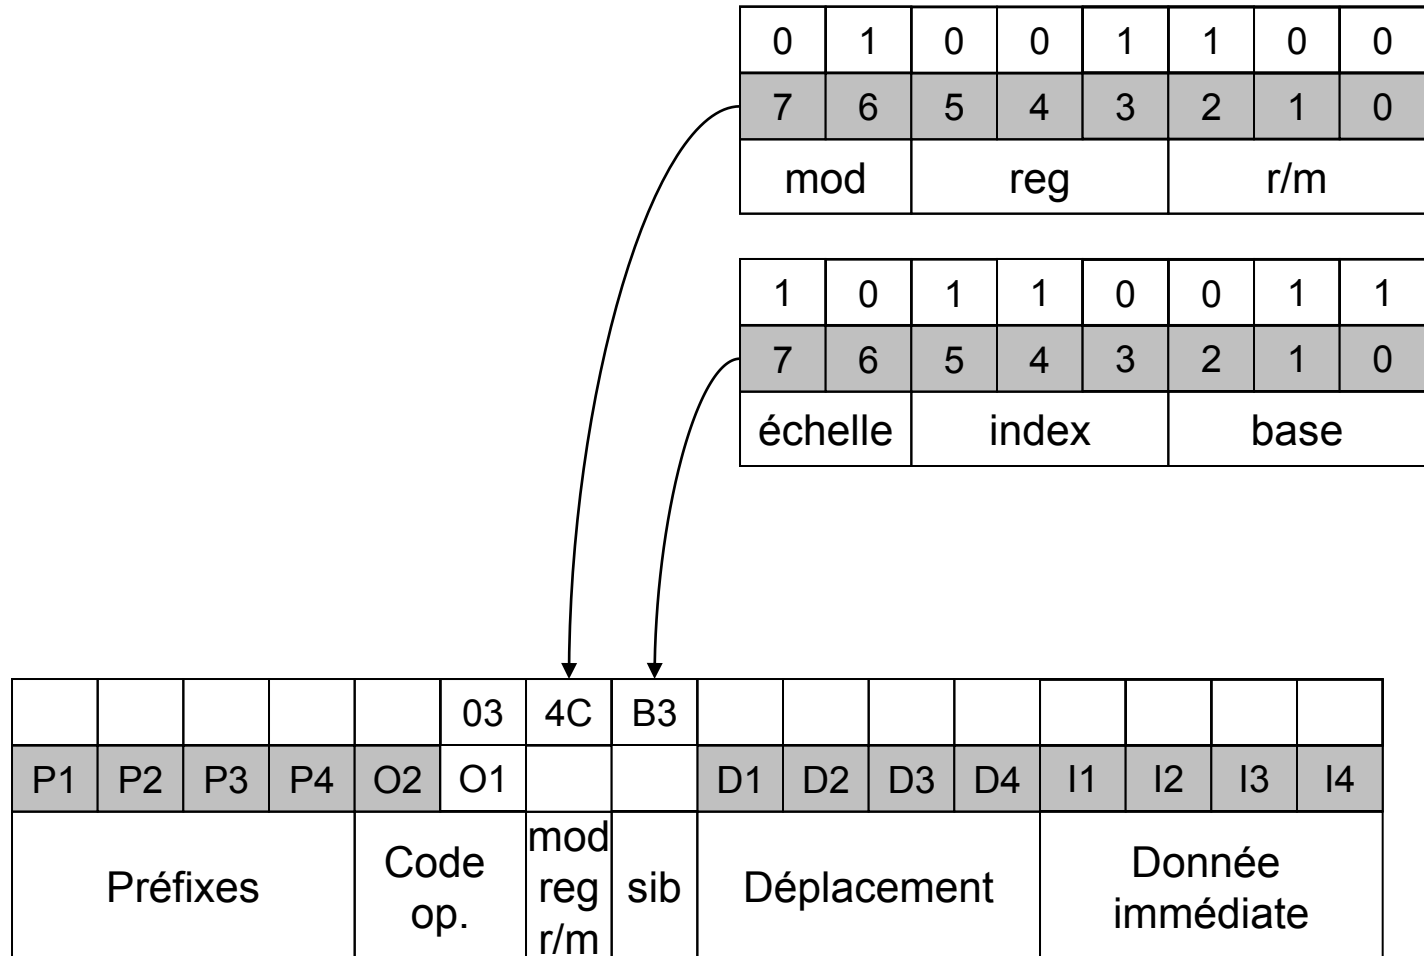 0 1 0 0 1 1 0 0
7 6 5 4 3 2 1 0
mod reg r/m
1 0 1 1 0 0 1 1
7 6 5 4 3 2 1 0
échelle index base
03 4C B3
P1 P2 P3 P4 O2 O1 D1 D2 D3 D4 I1 I2 I3 I4
Préfixes
Code
op.
mod
reg
r/m
sib
Déplacement
Donnée
immédiate